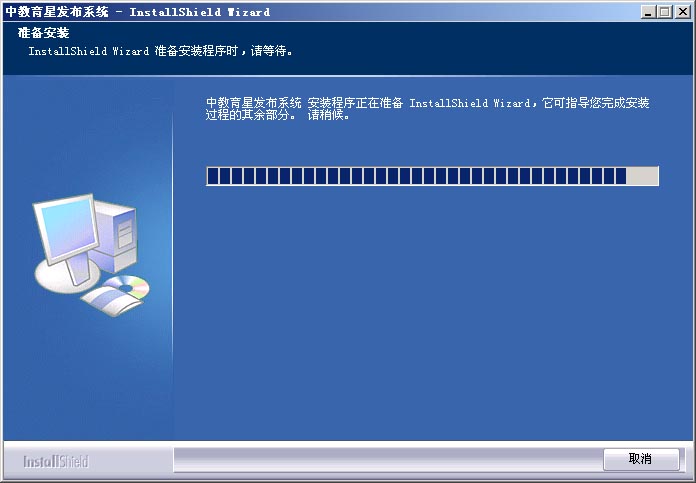 中教育星发布系统 - InstallShield Wizard
准备安装
InstallShield Wizard 准备安装程序时，请等待。
中教育星发布系统 安装程序正在准备 InstallShield Wizard，它可指导您完成安装
过程的其余部分。 请稍候。
InstallShield
取消